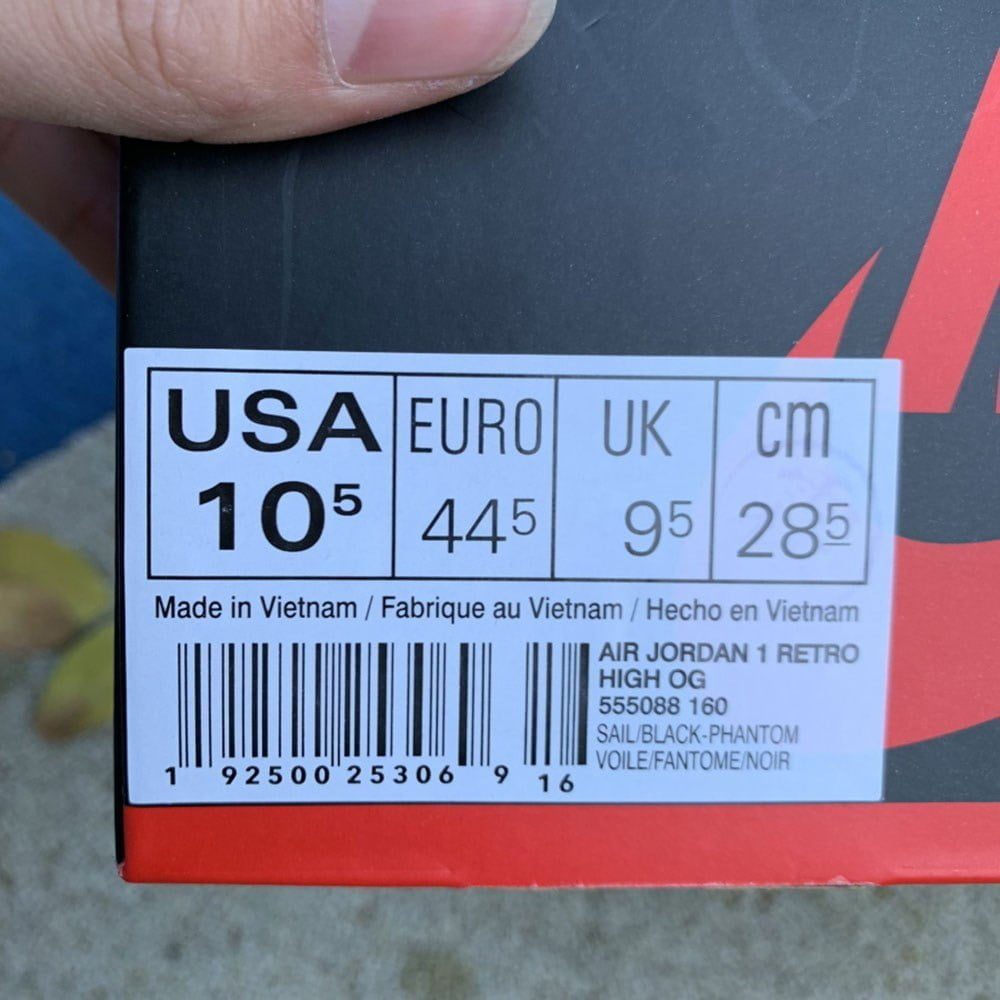 USA EURO UK cm
10⁵ 44⁵ 9⁵ 28⁵
Made in Vietnam / Fabrique au Vietnam / Hecho en Vietnam
AIR JORDAN 1 RETRO
HIGH OG
555088 160
SAIL/BLACK-PHANTOM
VOILE/FANTOME/NOIR
1 92500 25306 9 16